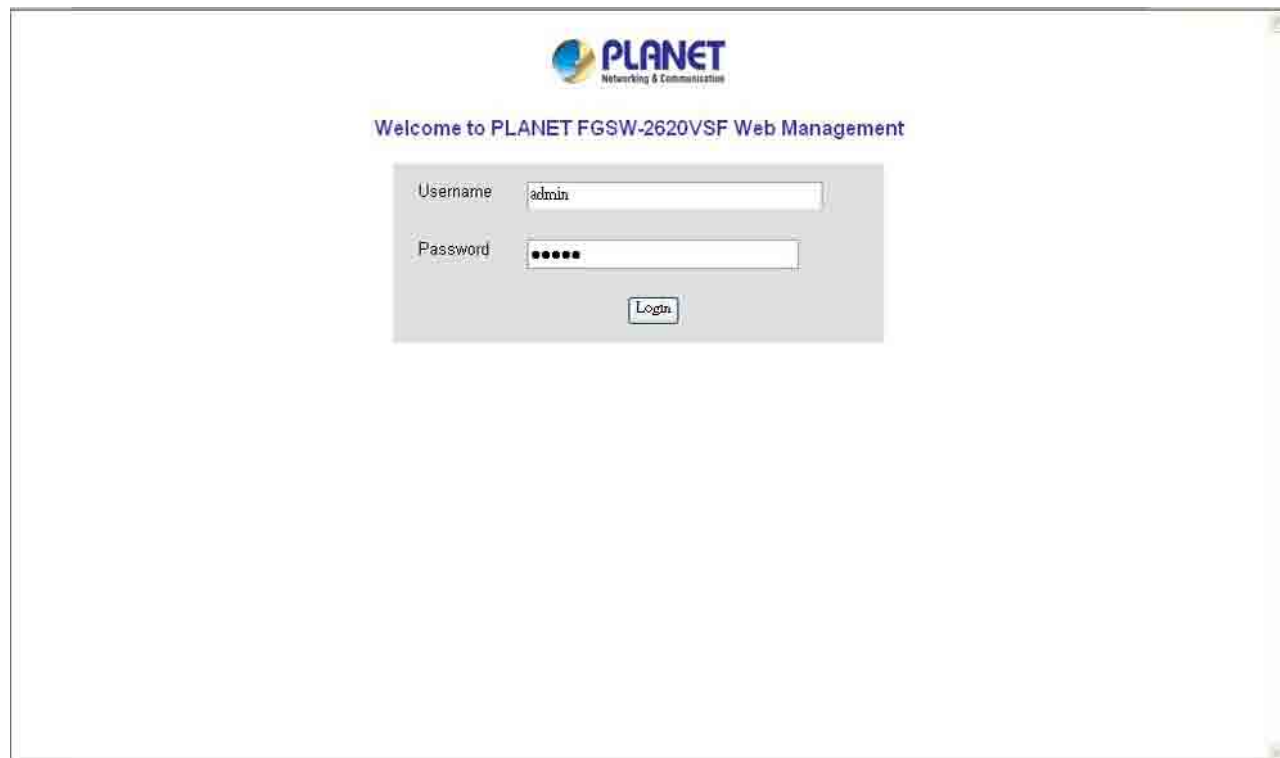 PLANET
Networking & Communication
Welcome to PLANET FGSW-2620VSF Web Management
Username admin
Password •••••
Login